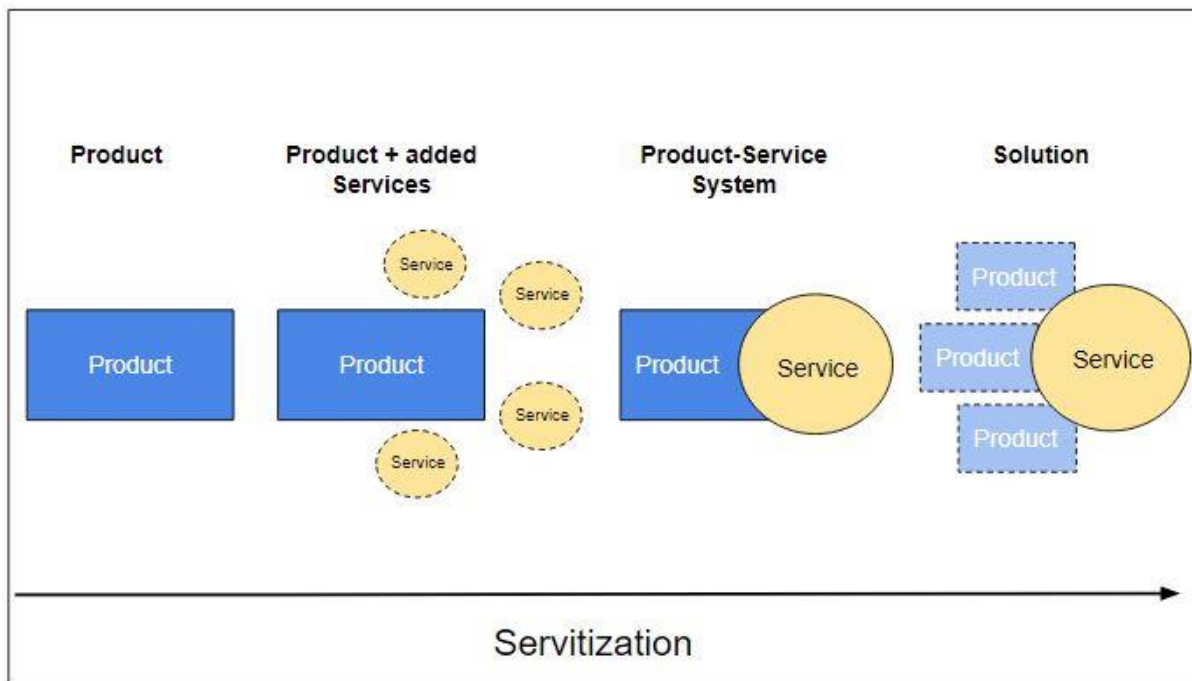 Product
Product + added
Services
Product-Service
System
Solution
Product
Product
Service
Service
Service
Service
Product
Service
Product
Product
Product
Service
Servitization